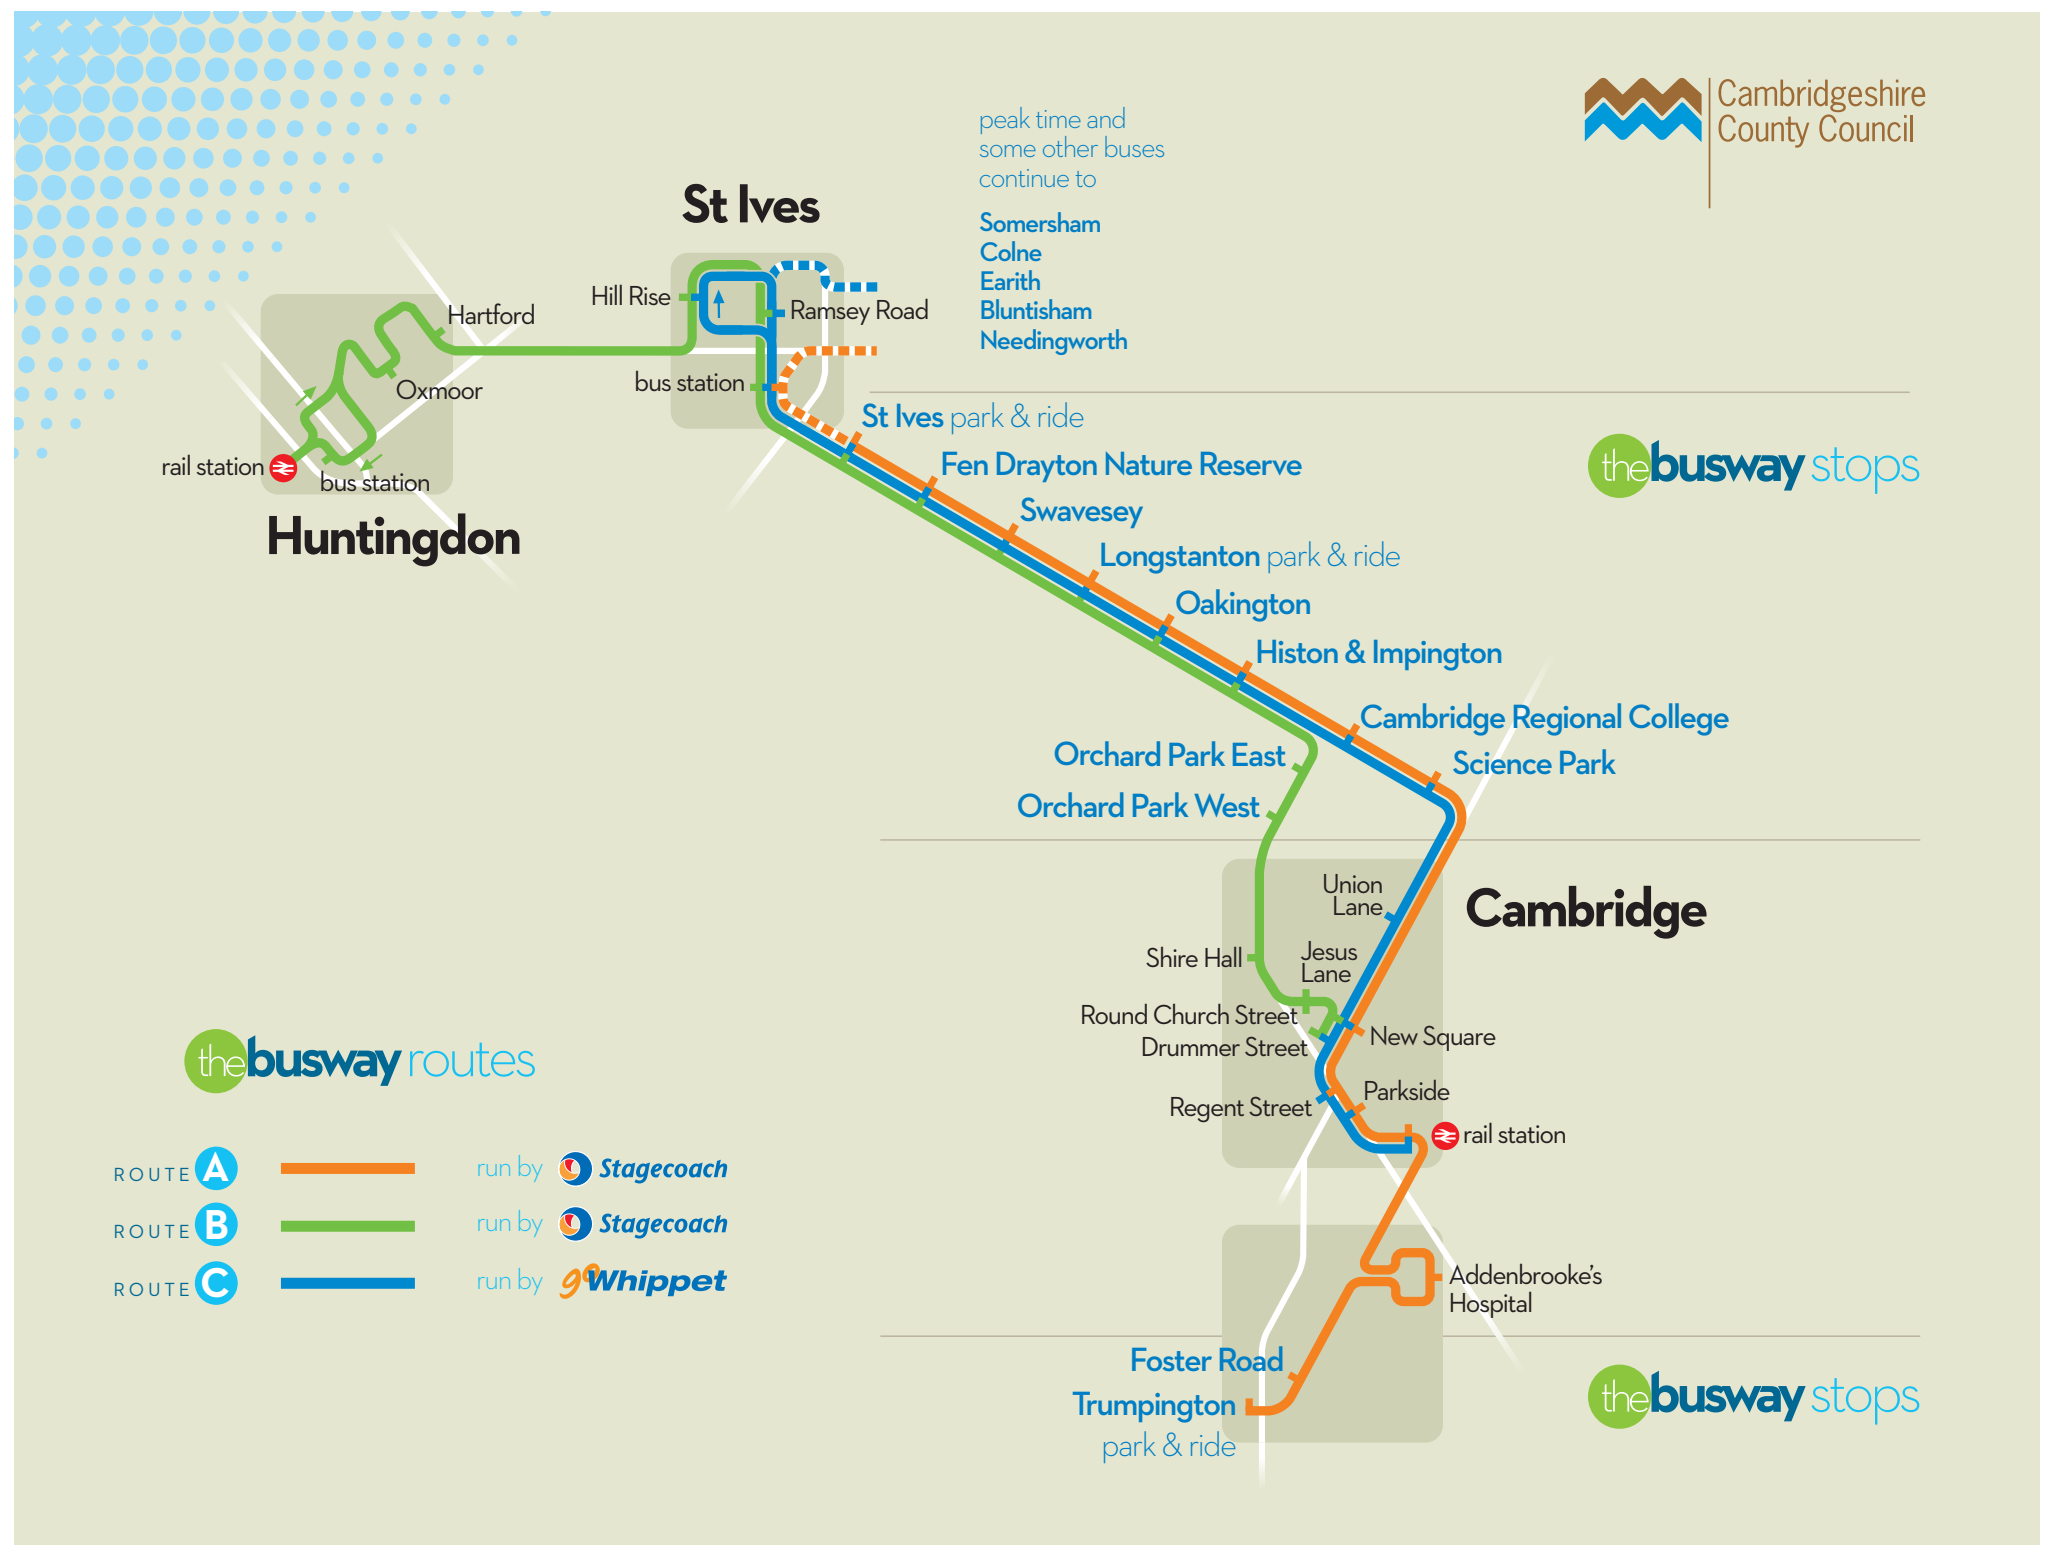 Cambridgeshire
County Council
peak time and
some other buses
continue to
Somersham
Colne
Earith
Bluntisham
Needingworth
St Ives
Hill Rise
Ramsey Road
bus station
Hartford
Oxmoor
rail station
bus station
Huntingdon
St Ives park & ride
Fen Drayton Nature Reserve
Swavesey
Longstanton park & ride
Oakington
Histon & Impington
Cambridge Regional College
Science Park
Orchard Park East
Orchard Park West
thebusway stops
Cambridge
Union
Lane
Shire Hall
Jesus
Lane
Round Church Street
Drummer Street
New Square
Regent Street
Parkside
rail station
Addenbrooke's
Hospital
Foster Road
Trumpington
park & ride
thebusway stops
thebusway routes
ROUTE A run by Stagecoach
ROUTE B run by Stagecoach
ROUTE C run by go Whippet